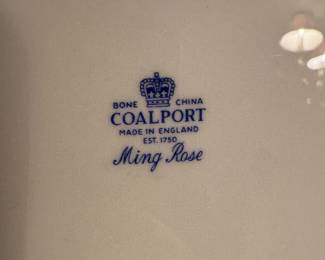 BONE CHINA
COALPORT
MADE IN ENGLAND
EST. 1750
Ming Rose